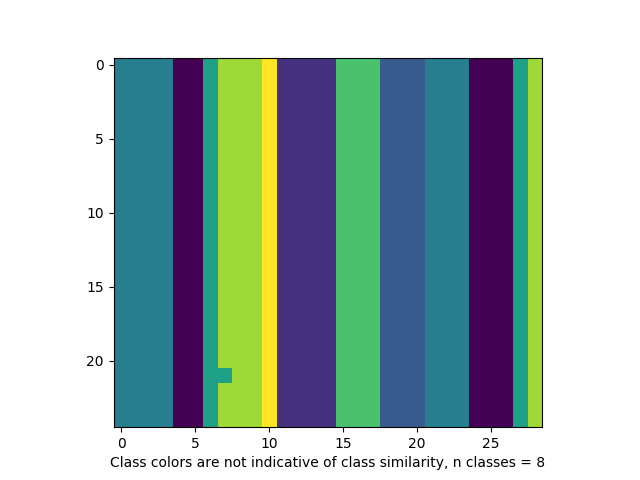 0
5
10
15
20
0 5 10 15 20 25
Class colors are not indicative of class similarity, n classes = 8